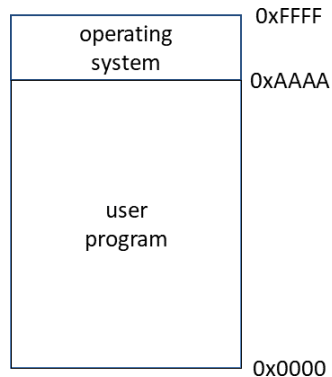 0xFFFF
operating
system
0xAAAA
user
program
0x0000